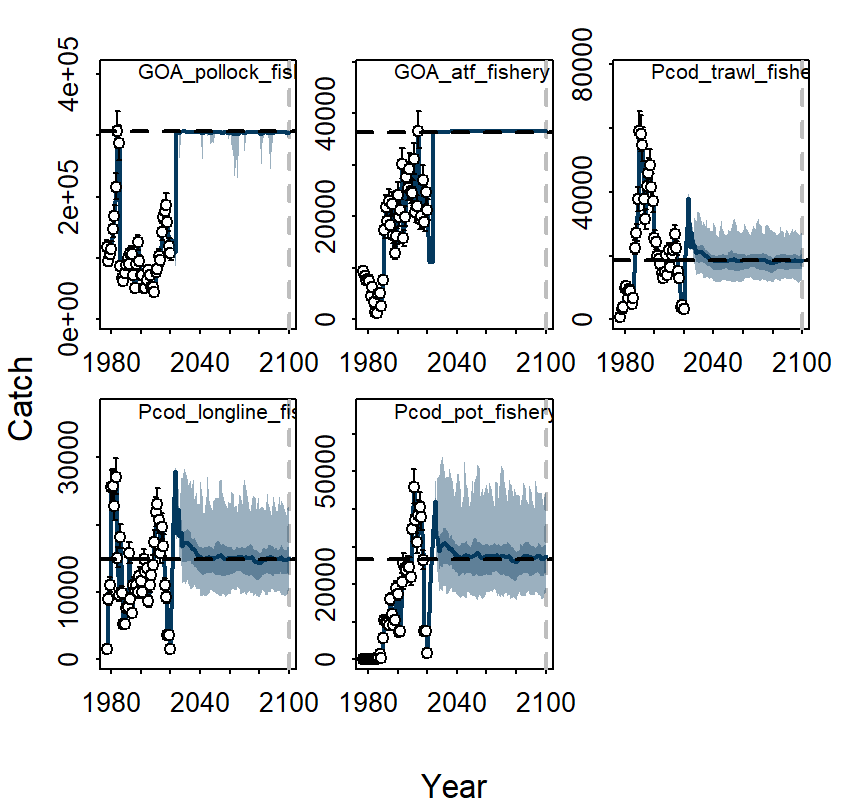 GOA_pollock_fish
GOA_atf_fishery
Pcod_trawl_fishe
0e+00 2e+05 4e+05
0 20000 40000
0 40000 80000
1980 2040 2100
1980 2040 2100
1980 2040 2100
Pcod_longline_fis
Pcod_pot_fishery
0 10000 30000
0 20000 50000
1980 2040 2100
1980 2040 2100
Catch
Year